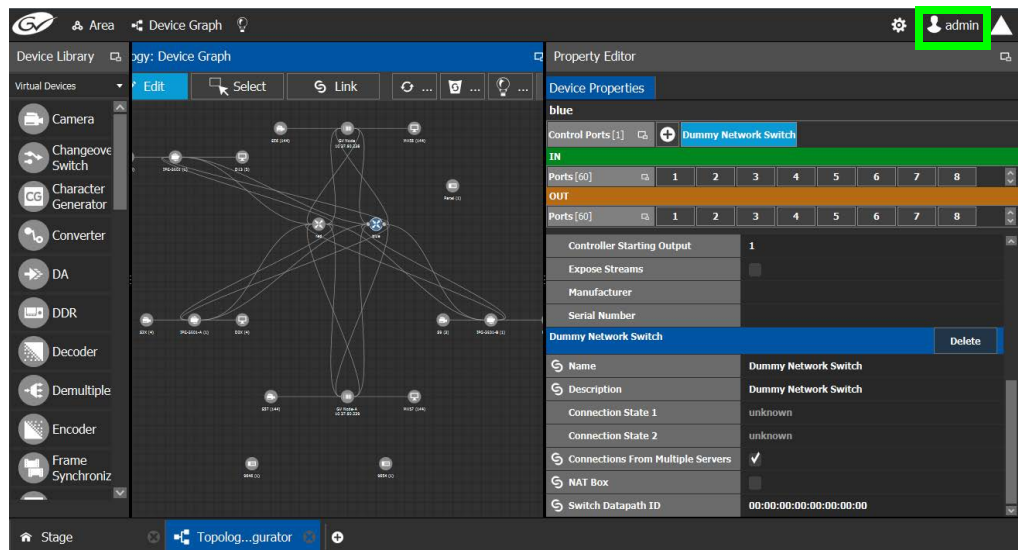 GV Area Device Graph admin
Device Library
ogy: Device Graph
Property Editor
Virtual Devices
Edit Select Link ... ... ...
Device Properties
Camera
Changeove
Switch
Character
Generator
CG
Converter
DA
DDR
Decoder
Demultiple
Encoder
Frame
Synchroniz
Panel (1)
blue
Control Ports [1] Dummy Network Switch
IN
Ports [60] 1 2 3 4 5 6 7 8
OUT
Ports [60] 1 2 3 4 5 6 7 8
Controller Starting Output 1
Expose Streams
Manufacturer
Serial Number
Dummy Network Switch Delete
Name Dummy Network Switch
Description Dummy Network Switch
Connection State 1 unknown
Connection State 2 unknown
Connections From Multiple Servers
NAT Box
Switch Datapath ID 00:00:00:00:00:00:00:00
Stage Topolog...gurator